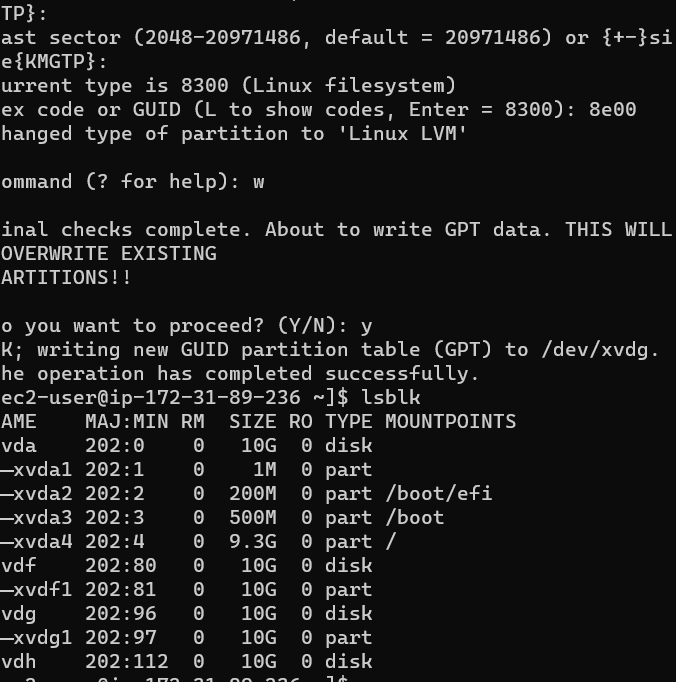 TP}:
ast sector (2048-20971486, default = 20971486) or {+-}si
e{KMGTP}:
urrent type is 8300 (Linux filesystem)
ex code or GUID (L to show codes, Enter = 8300): 8e00
hanged type of partition to 'Linux LVM'
ommand (? for help): w
inal checks complete. About to write GPT data. THIS WILL
OVERWRITE EXISTING
ARTITIONS!!
o you want to proceed? (Y/N): y
K; writing new GUID partition table (GPT) to /dev/xvdg.
he operation has completed successfully.
ec2-user@ip-172-31-89-236 ~]$ lsblk
AME    MAJ:MIN RM  SIZE RO TYPE MOUNTPOINTS
vda    202:0    0   10G  0 disk
─xvda1 202:1    0    1M  0 part
─xvda2 202:2    0  200M  0 part /boot/efi
─xvda3 202:3    0  500M  0 part /boot
─xvda4 202:4    0  9.3G  0 part /
vdf    202:80   0   10G  0 disk
─xvdf1 202:81   0   10G  0 part
vdg    202:96   0   10G  0 disk
─xvdg1 202:97   0   10G  0 part
vdh    202:112  0   10G  0 disk